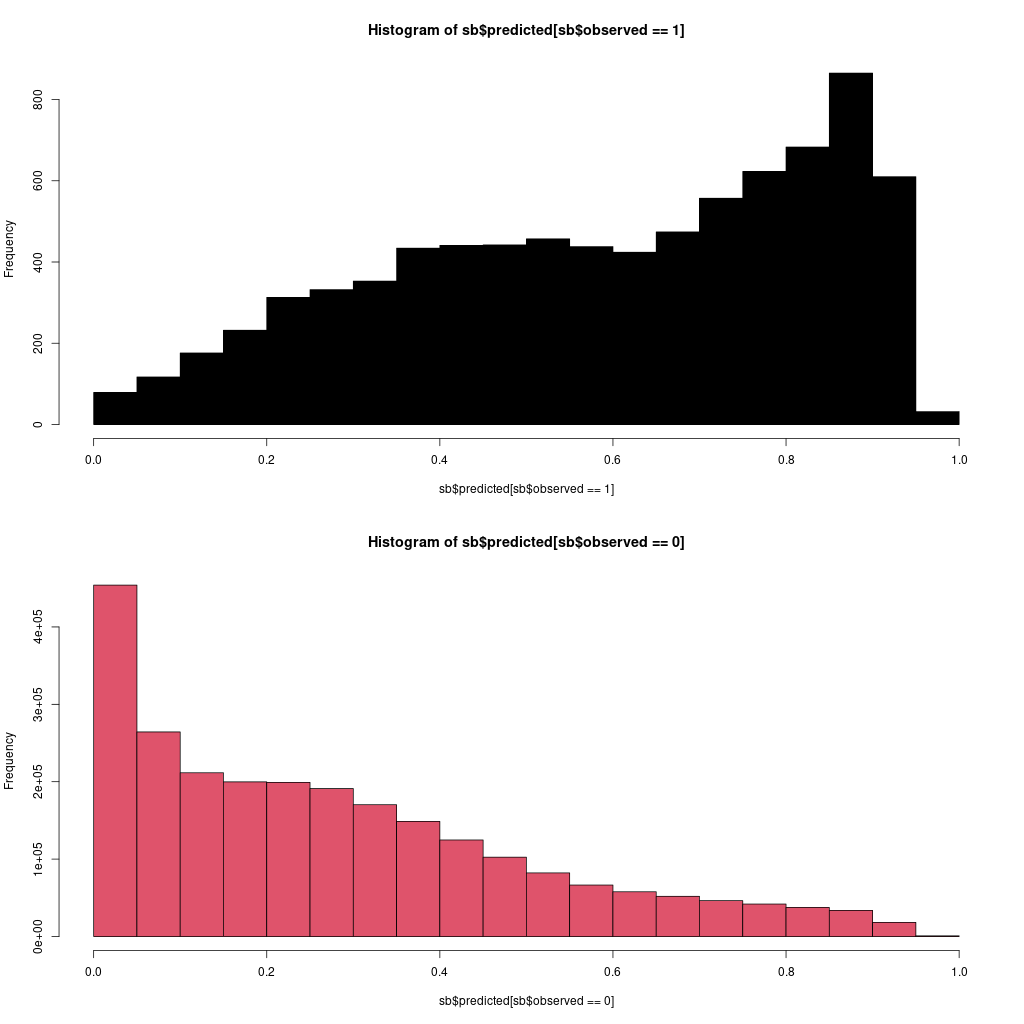 Histogram of sb$predicted[sb$observed == 1]
Frequency
800
600
400
200
0
0.0 0.2 0.4 0.6 0.8 1.0
sb$predicted[sb$observed == 1]
Histogram of sb$predicted[sb$observed == 0]
Frequency
4e+05
3e+05
2e+05
1e+05
0e+00
0.0 0.2 0.4 0.6 0.8 1.0
sb$predicted[sb$observed == 0]